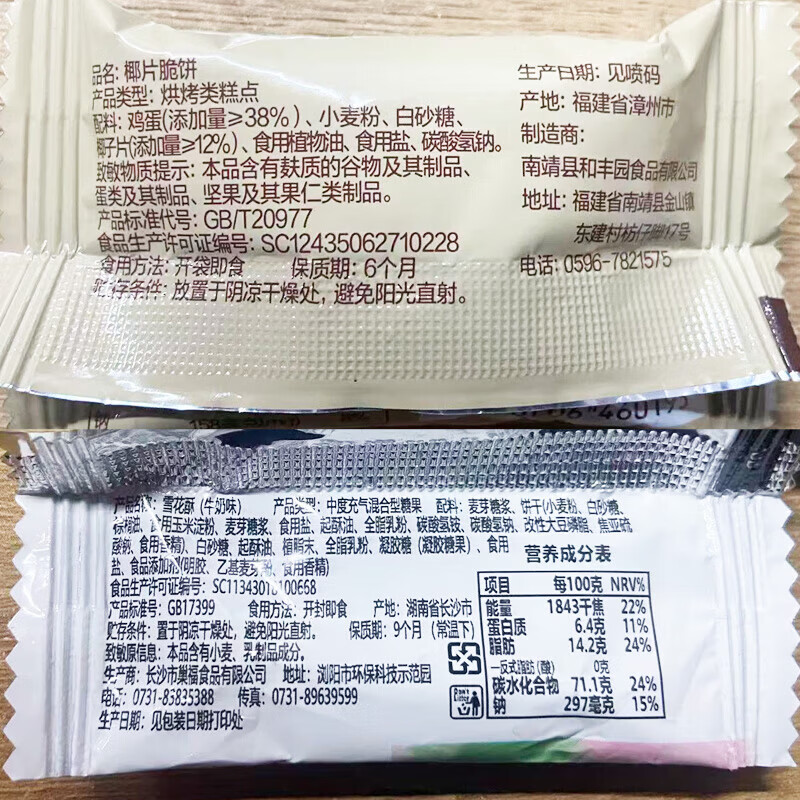 品名: 椰片脆饼
产品类型: 烘烤类糕点
配料: 鸡蛋(添加量≥38%)、小麦粉、白砂糖、
椰子片(添加量≥12%)、食用植物油、食用盐、碳酸氢钠。
致敏物质提示: 本品含有麸质的谷物及其制品、
蛋类及其制品、坚果及其果仁类制品。
产品标准代号: GB/T20977
食品生产许可证编号: SC12435062710228
食用方法: 开袋即食 保质期: 6个月
贮存条件: 放置于阴凉干燥处, 避免阳光直射。
生产日期: 见喷码
产地: 福建省漳州市
制造商:
南靖县和丰园食品有限公司
地址: 福建省南靖县金山镇
东建村枋仔脚17号
电话: 0596-7821575
钠
产品名称: 雪花酥 (牛奶味) 产品类型: 中度充气混合型糖果 配料: 麦芽糖浆、饼干(小麦粉、白砂糖、
棕榈油、食用玉米淀粉、麦芽糖浆、食用盐、起酥油、全脂乳粉、碳酸氢铵、碳酸氢钠、改性大豆磷脂、焦亚硫
酸钠、食用香精)、白砂糖、起酥油、植脂末、全脂乳粉、凝胶糖 (凝胶糖果) 、食用
盐、食品添加剂(明胶、乙基麦芽酚、食用香精)
食品生产许可证编号:
产品标准号: GB17399 食用方法: 开封即食 产地: 湖南省长沙市
贮存条件: 置于阴凉干燥处, 避免阳光直射。 保质期: 9个月 (常温下)
致敏原信息: 本品含有小麦、乳制品成分。
生产商: 长沙市巢福食品有限公司 地址: 浏阳市环保科技示范园
电话: 0731-83835388 传真: 0731-89639599
生产日期: 见包装日期打印处
营养成分表
项目 每100克 NRV%
能量 1843千焦 22%
蛋白质 6.4克 11%
脂肪 14.2克 24%
—反式脂肪 (酸) 0克
碳水化合物 71.1克 24%
钠 297毫克 15%